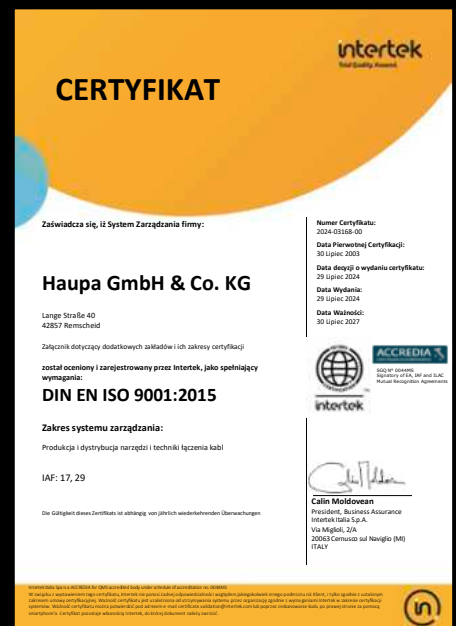 intertek
Total Quality. Assured.
CERTYFIKAT
Zaświadcza się, iż System Zarządzania firmy:
Haupa GmbH & Co. KG
Lange Straße 40
42857 Remscheid
Załącznik dotyczący dodatkowych zakładów i ich zakresy certyfikacji
został oceniony i zarejestrowany przez Intertek, jako spełniający
wymagania:
DIN EN ISO 9001:2015
Zakres systemu zarządzania:
Produkcja i dystrybucja narzędzi i techniki łączenia kabl
IAF: 17, 29
Die Gültigkeit dieses Zertifikats ist abhängig von jährlich wiederkehrenden Überwachungen
Numer Certyfikatu:
2024-03168-00
Data Pierwotnej Certyfikacji:
30 Lipiec 2003
Data decyzji o wydaniu certyfikatu:
29 Lipiec 2024
Data Wydania:
29 Lipiec 2024
Data Ważności:
30 Lipiec 2027
intertek
ACCREDIA
SGQ N° 0044MS
Signatory of EA, IAF and ILAC
Mutual Recognition Agreements
Calin Moldovean
President, Business Assurance
Intertek Italia S.p.A.
Via Miglioli, 2/A
20063 Cernusco sul Naviglio (MI)
ITALY
in